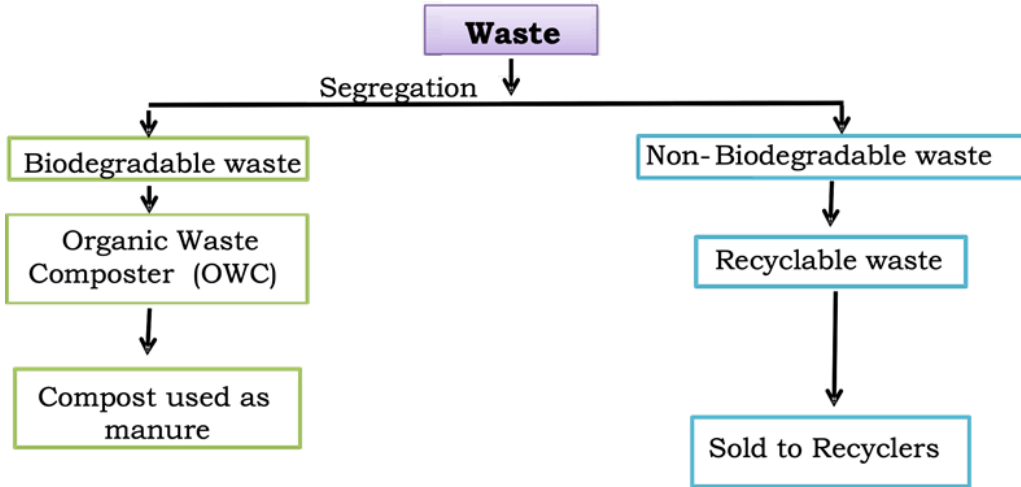 Waste
Segregation
Biodegradable waste
Non-Biodegradable waste
Organic Waste
Composter (OWC)
Recyclable waste
Compost used as
manure
Sold to Recyclers